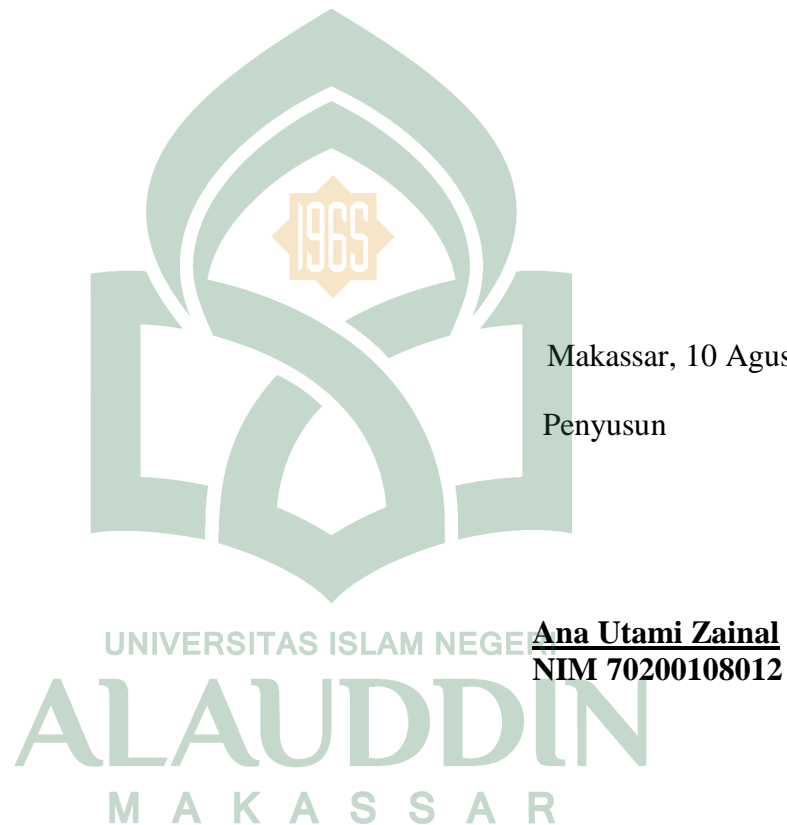 1965
Makassar, 10 Agus
Penyusun
Ana Utami Zainal
NIM 70200108012
UNIVERSITAS ISLAM NEGERI
ALAUDDIN
M A K A S S A R